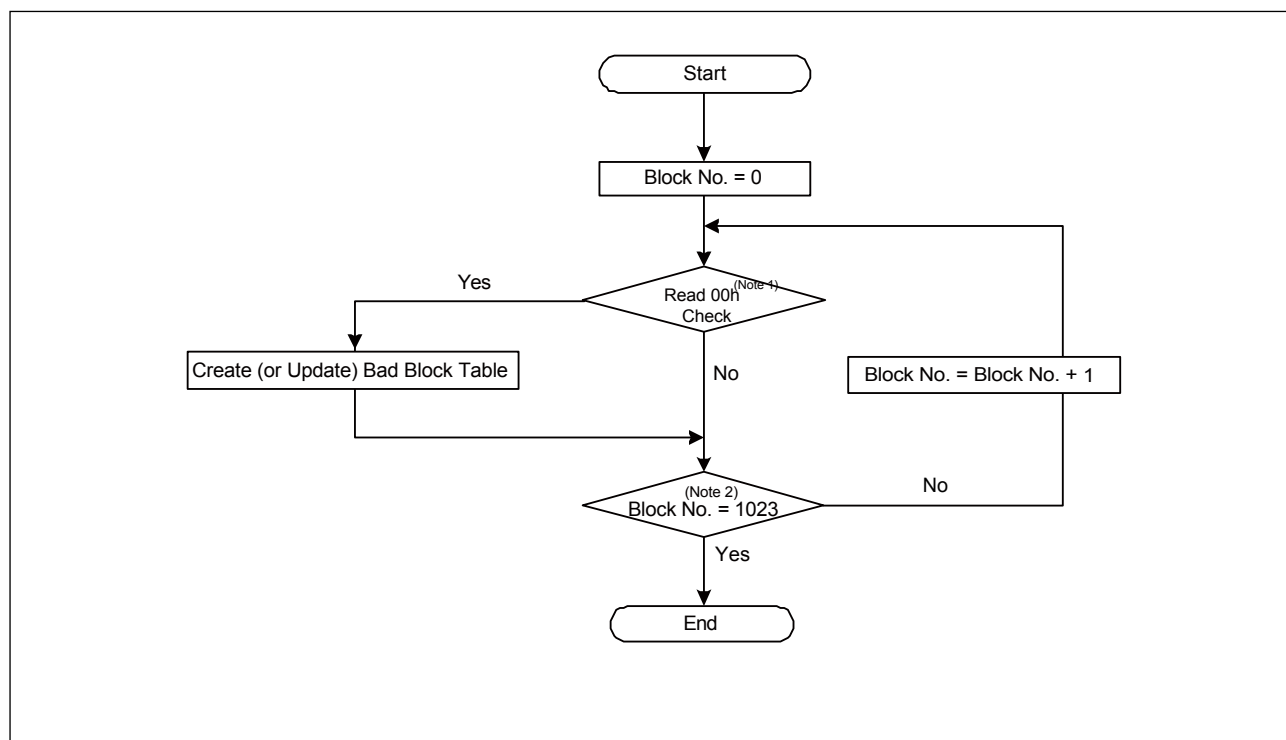 Start
Block No. = 0
Yes
Read 00h (Note 1)
Check
Create (or Update) Bad Block Table
No
Block No. = Block No. + 1
(Note 2)
Block No. = 1023
No
Yes
End